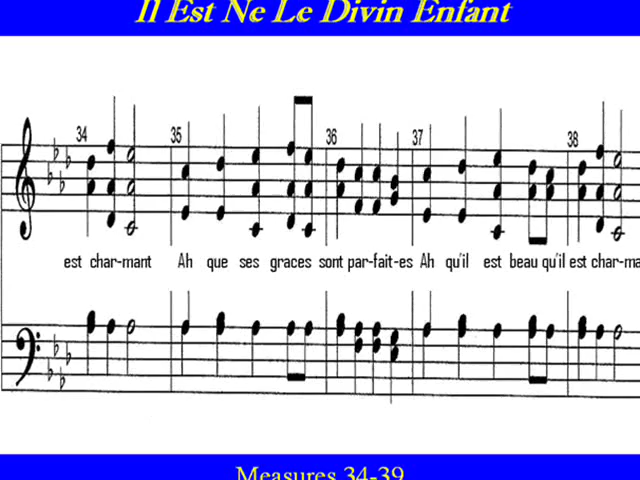 Il Est Ne Le Divin Enfant
34 35 36 37 38
est char-mant Ah que ses graces sont par-fait-es Ah qu'il est beau qu'il est char-ma
Measures 34-39